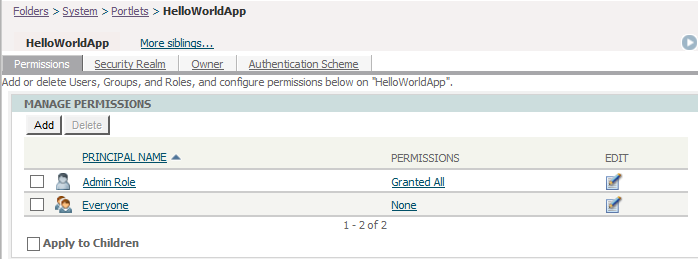 Folders > System > Portlets > HelloWorldApp
HelloWorldApp More siblings...
Permissions Security Realm Owner Authentication Scheme
Add or delete Users, Groups, and Roles, and configure permissions below on "HelloWorldApp".
MANAGE PERMISSIONS
Add Delete
PRINCIPAL NAME PERMISSIONS EDIT
Admin Role Granted All
Everyone None
1 - 2 of 2
Apply to Children